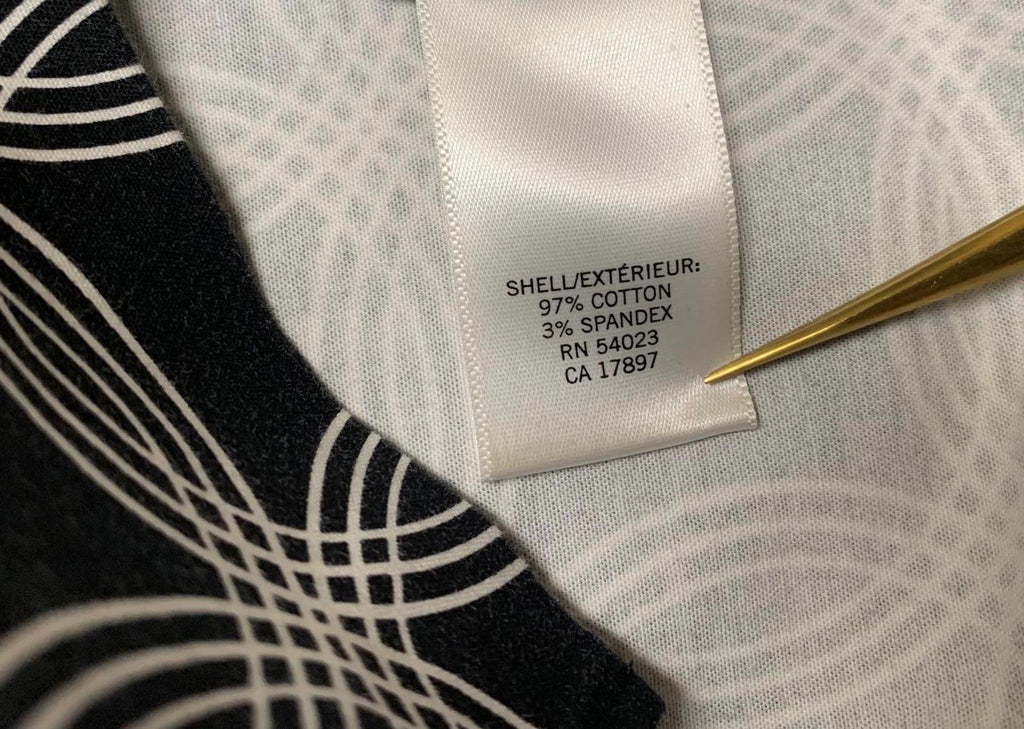 SHELL/EXTÉRIEUR:
97% COTTON
3% SPANDEX
RN 54023
CA 17897